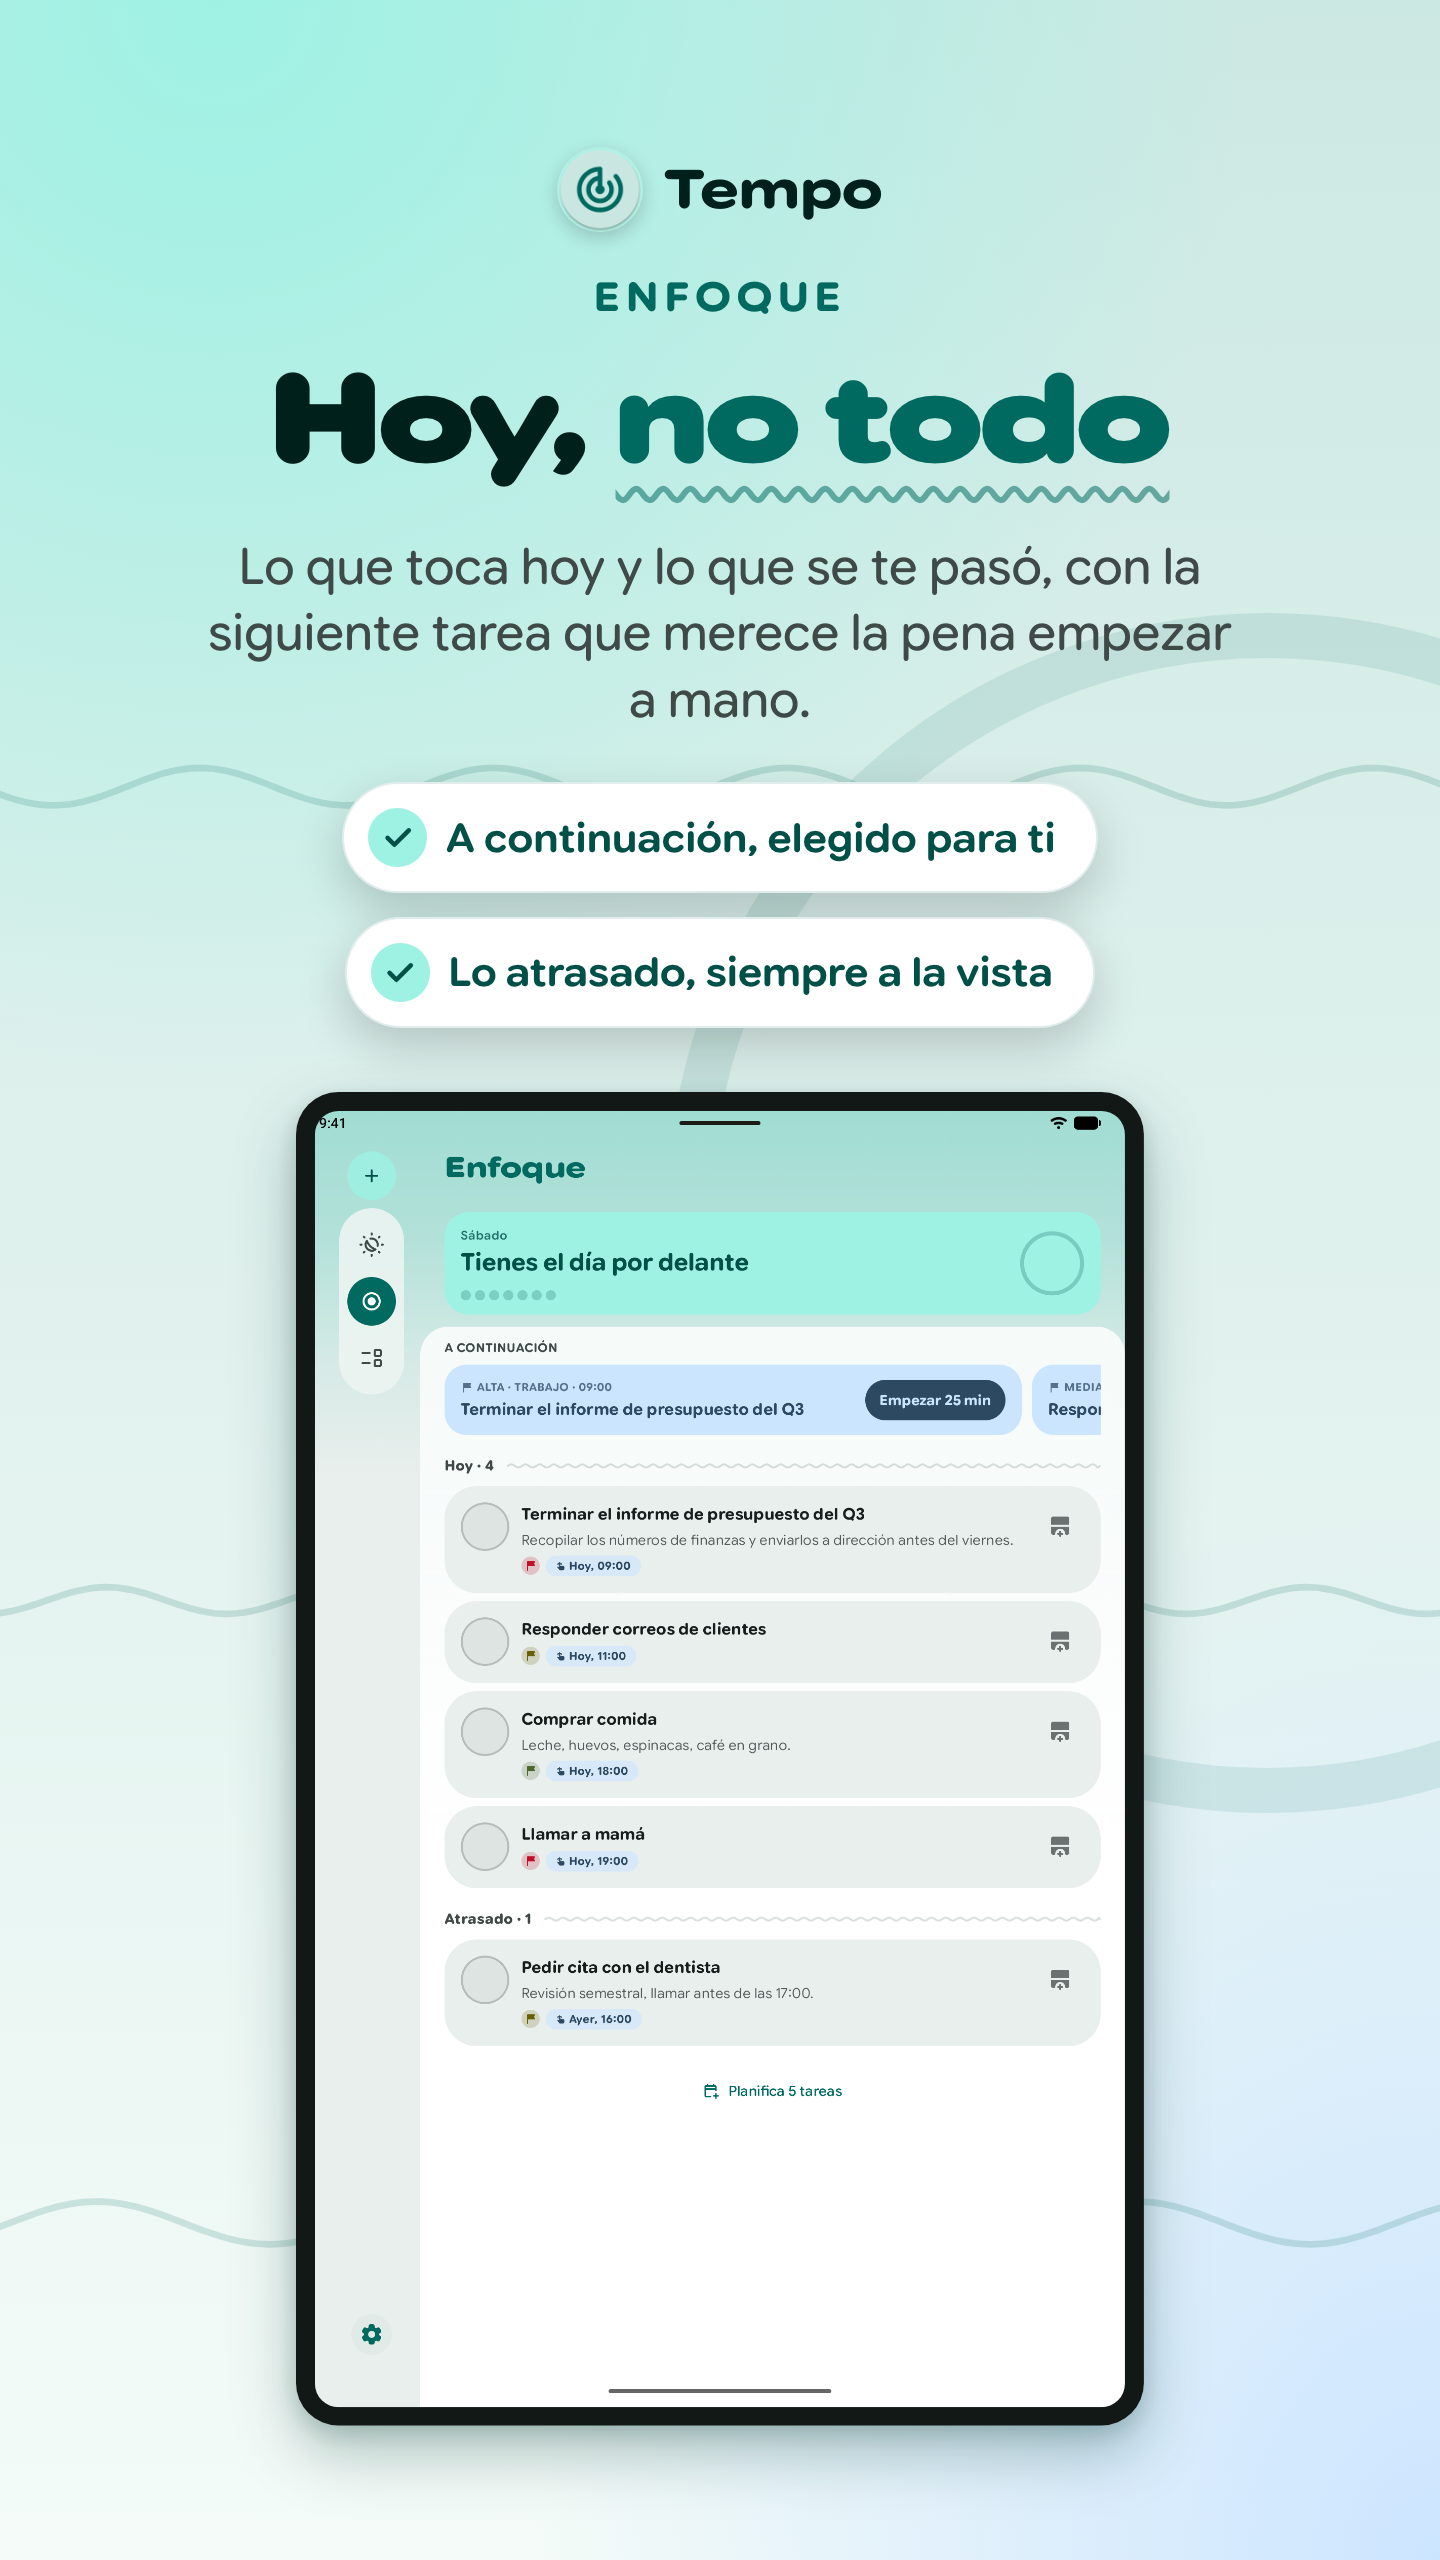 Tempo
ENFOQUE
Hoy, no todo
Lo que toca hoy y lo que se te pasó, con la
siguiente tarea que merece la pena empezar
a mano.
A continuación, elegido para ti
Lo atrasado, siempre a la vista
9:41
Enfoque
Sábado
Tienes el día por delante
A CONTINUACIÓN
ALTA · TRABAJO · 09:00
Terminar el informe de presupuesto del Q3
Empezar 25 min
MEDIA
Respon
Hoy · 4
Terminar el informe de presupuesto del Q3
Recopilar los números de finanzas y enviarlos a dirección antes del viernes.
Hoy, 09:00
Responder correos de clientes
Hoy, 11:00
Comprar comida
Leche, huevos, espinacas, café en grano.
Hoy, 18:00
Llamar a mamá
Hoy, 19:00
Atrasado · 1
Pedir cita con el dentista
Revisión semestral, llamar antes de las 17:00.
Ayer, 16:00
Planifica 5 tareas